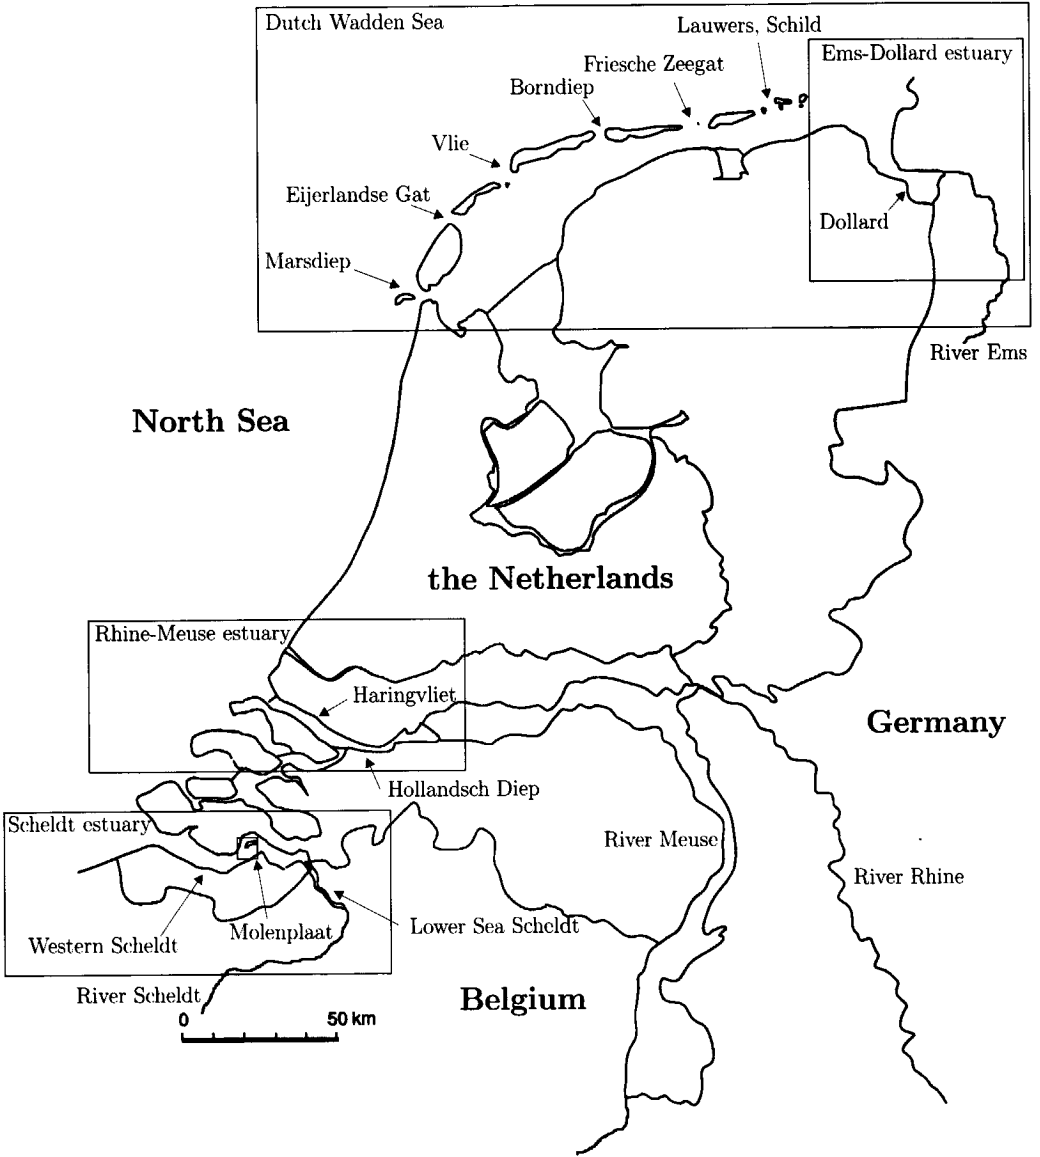 Dutch Wadden Sea
Lauwers, Schild
Ems-Dollard estuary
Friesche Zeegat
Borndiep
Vlie
Eijerlandse Gat
Dollard
Marsdiep
River Ems
North Sea
the Netherlands
Rhine-Meuse estuary
Haringvliet
Germany
Hollandsch Diep
Scheldt estuary
River Meuse
River Rhine
Lower Sea Scheldt
Molenplaat
Western Scheldt
River Scheldt
Belgium
0 50 km